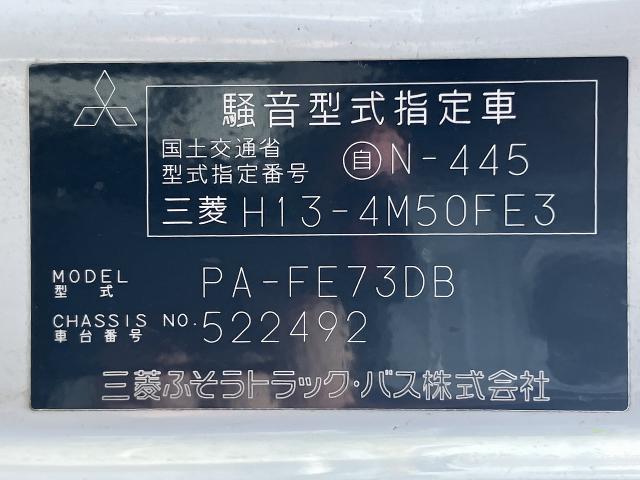 騒音型式指定車
国土交通省
型式指定番号 自N-445
三菱 H13-4M50FE3
MODEL
型式 PA-FE73DB
CHASSIS NO.
車台番号 522492
三菱ふそうトラック・バス株式会社